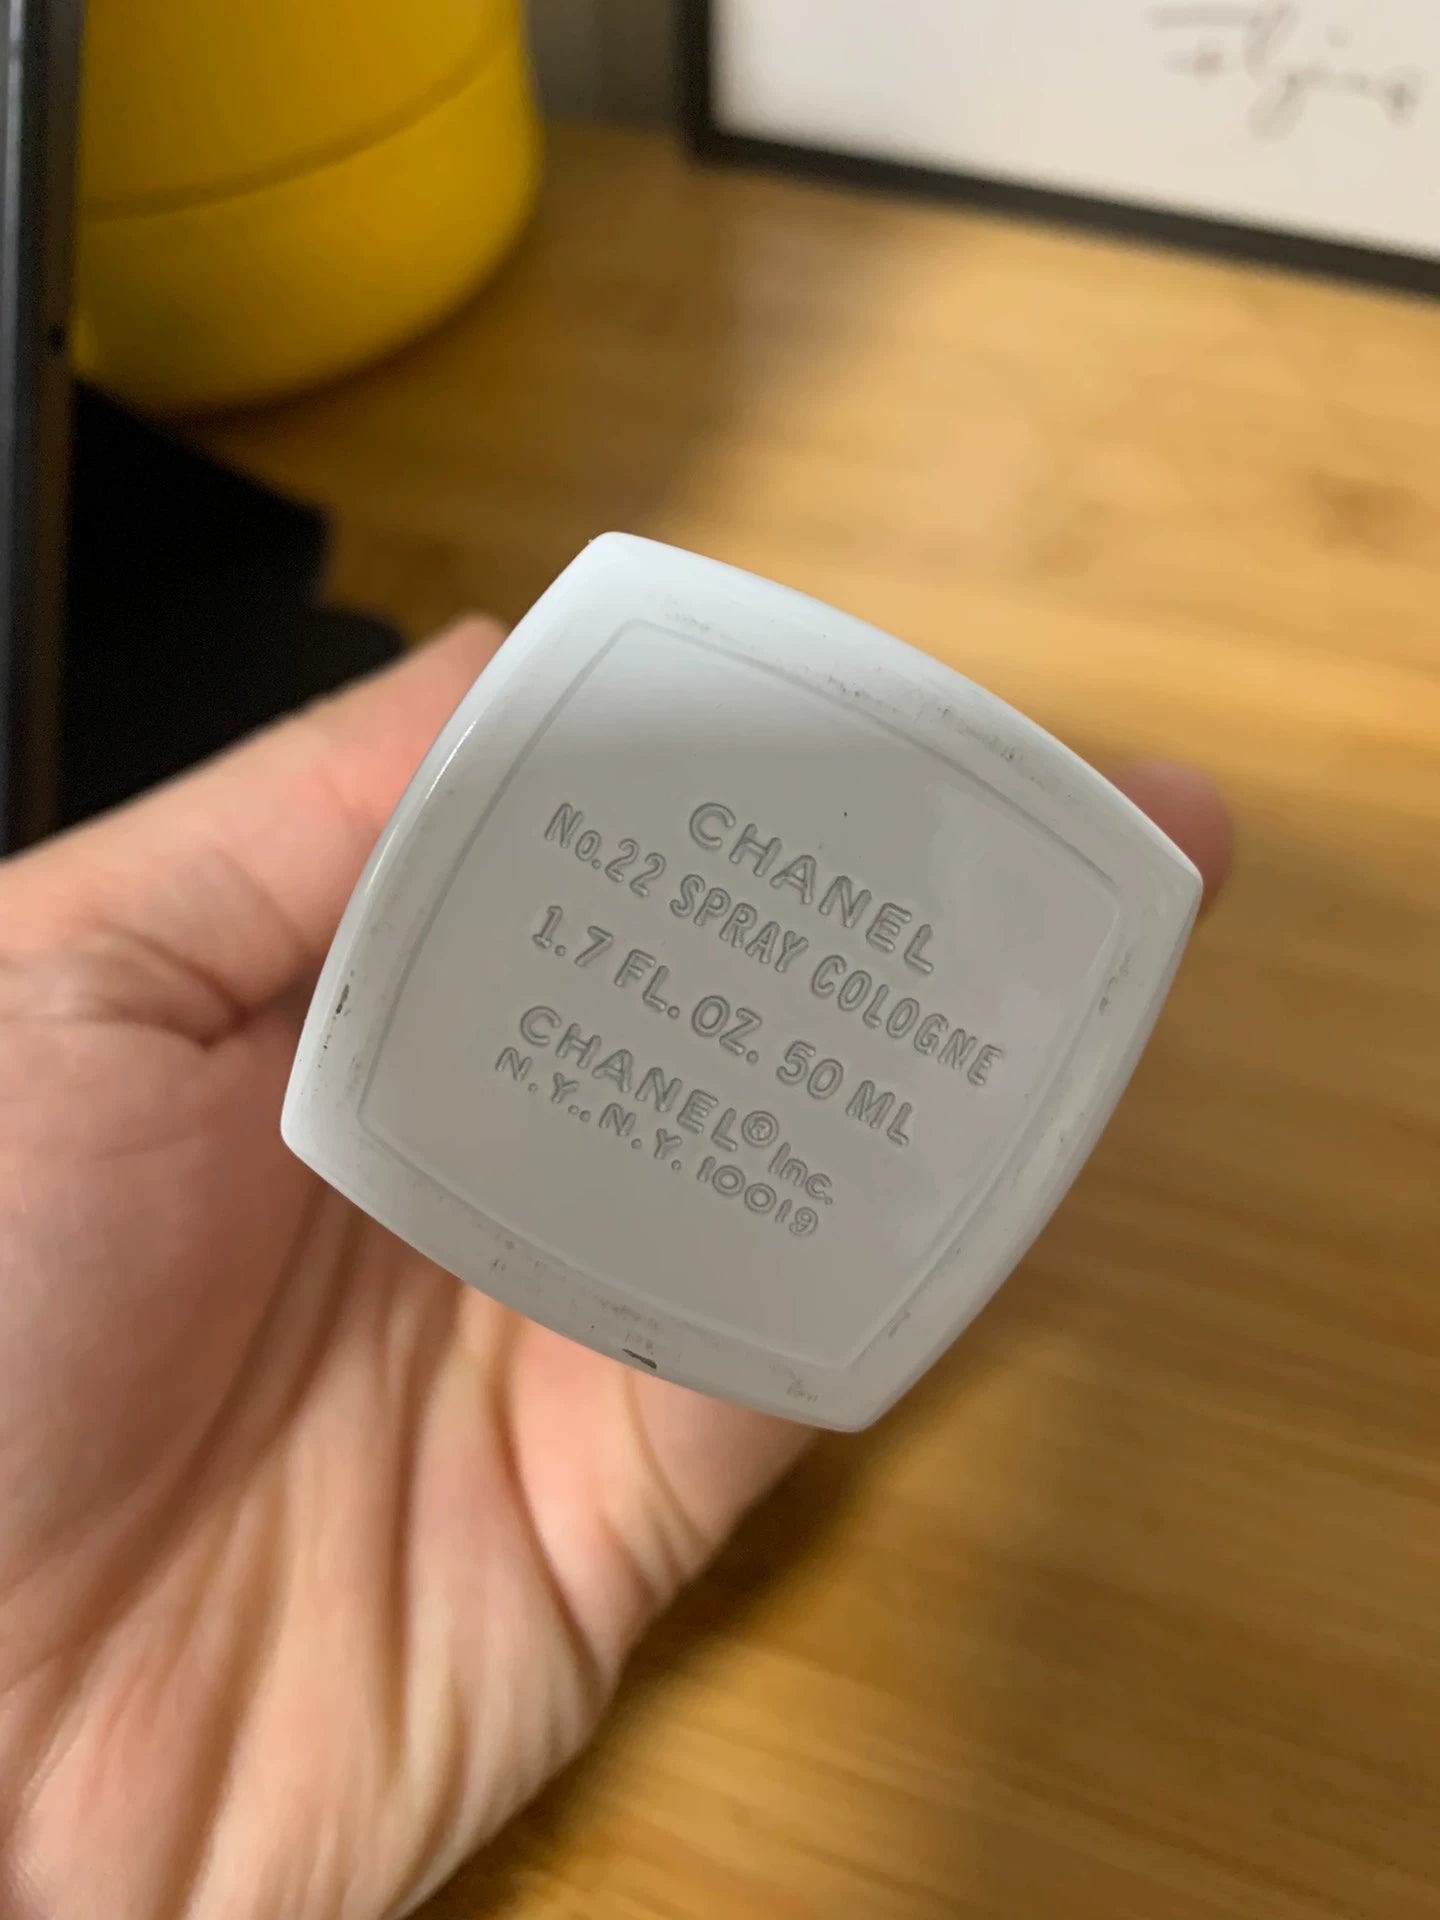 CHANEL
No.22 SPRAY COLOGNE
1.7 FL. OZ. 50 ML
CHANEL® Inc.
N.Y., N.Y. 10019